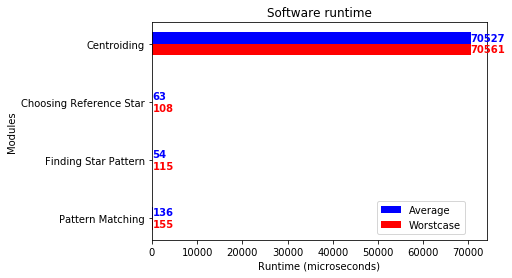 Software runtime
Centroiding
70527
70561
Choosing Reference Star
63
108
Finding Star Pattern
54
115
Pattern Matching
136
155
Modules
Average
Worstcase
0 10000 20000 30000 40000 50000 60000 70000
Runtime (microseconds)